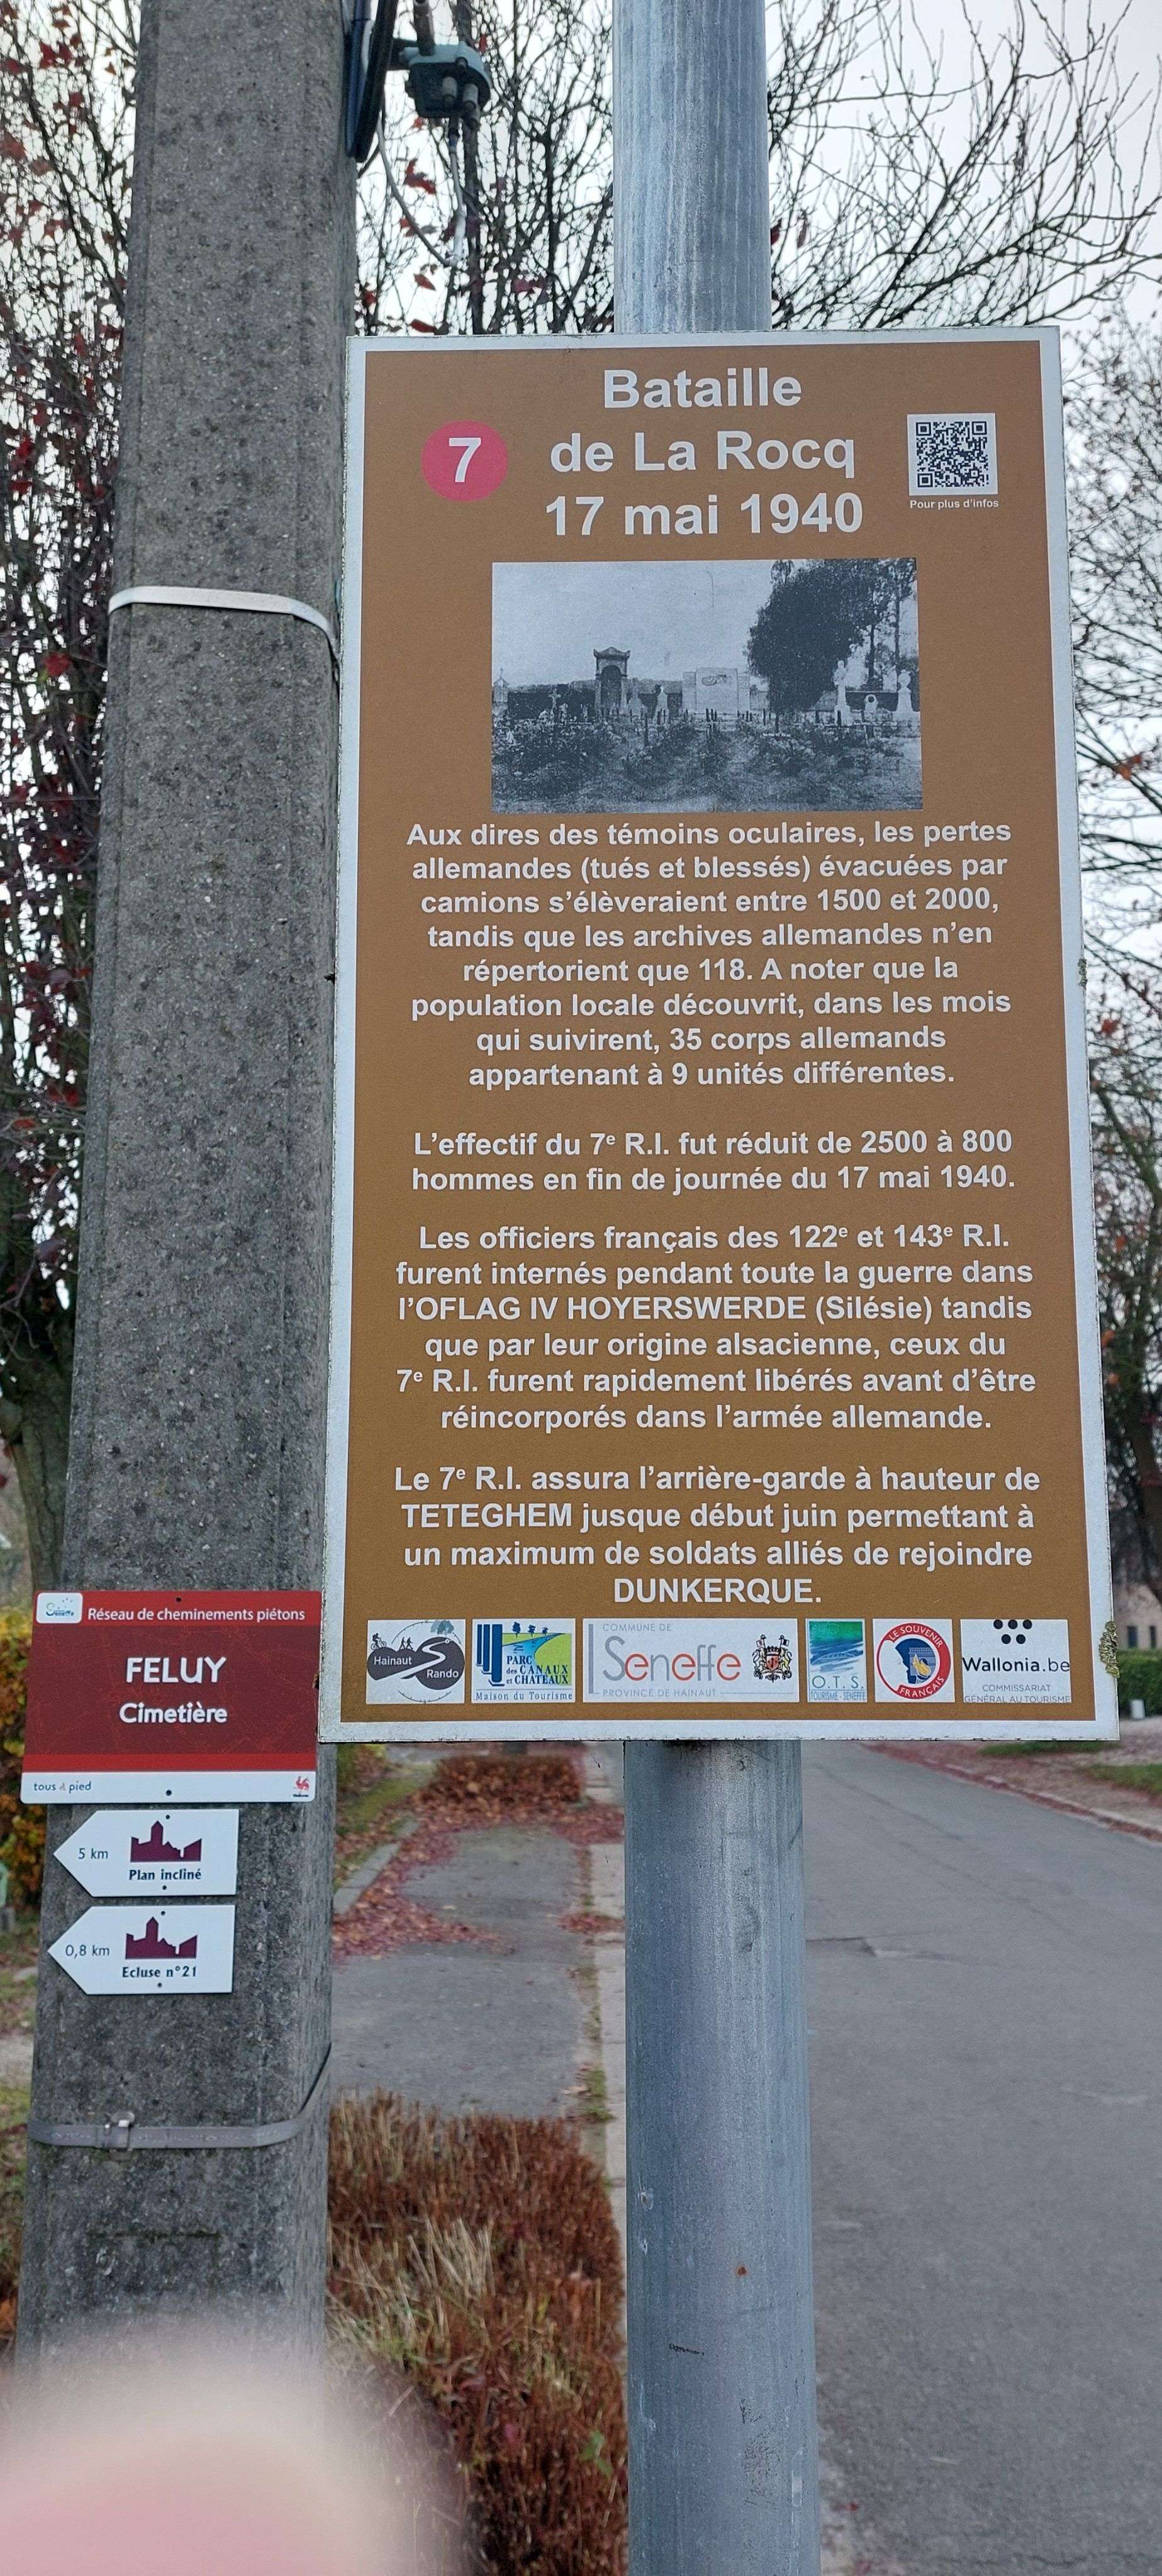 Bataille
de La Rocq
17 mai 1940
7
Pour plus d'infos
Aux dires des témoins oculaires, les pertes
allemandes (tués et blessés) évacuées par
camions s'élèveraient entre 1500 et 2000,
tandis que les archives allemandes n'en
répertorient que 118. A noter que la
population locale découvrit, dans les mois
qui suivirent, 35 corps allemands
appartenant à 9 unités différentes.
L'effectif du 7e R.I. fut réduit de 2500 à 800
hommes en fin de journée du 17 mai 1940.
Les officiers français des 122e et 143e R.I.
furent internés pendant toute la guerre dans
l'OFLAG IV HOYERSWERDE (Silésie) tandis
que par leur origine alsacienne, ceux du
7e R.I. furent rapidement libérés avant d'être
réincorporés dans l'armée allemande.
Le 7e R.I. assura l'arrière-garde à hauteur de
TETEGHEM jusque début juin permettant à
un maximum de soldats alliés de rejoindre
DUNKERQUE.
Hainaut
Rando
PARC
des CANAUX
et CHÂTEAUX
Maison du Tourisme
COMMUNE DE
Seneffe
PROVINCE DE HAINAUT
O.T.S.
TOURISME - SENEFFE
LE SOUVENIR
FRANÇAIS
Wallonia.be
COMMISSARIAT
GÉNÉRAL AU TOURISME
Réseau de cheminements piétons
FELUY
Cimetière
tous à pied
5 km
Plan incliné
0,8 km
Ecluse n°21